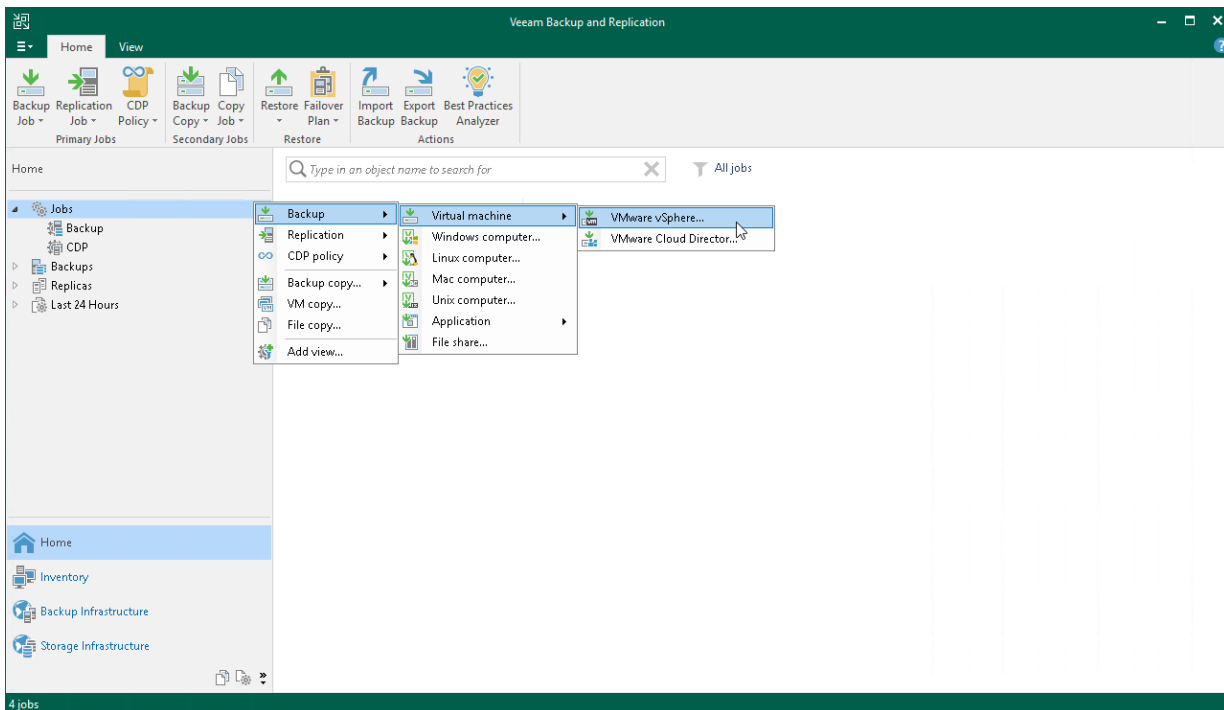 Veeam Backup and Replication
Home View
Backup Replication CDP Backup Copy Restore Failover Import Export Best Practices
Job Job Policy Copy Job Plan Backup Backup Analyzer
Primary Jobs Secondary Jobs Restore Actions
Home
Type in an object name to search for
All jobs
Jobs
Backup
CDP
Backups
Replicas
Last 24 Hours
Backup
Replication
CDP policy
Backup copy...
VM copy...
File copy...
Add view...
Virtual machine
Windows computer...
Linux computer...
Mac computer...
Unix computer...
Application
File share...
VMware vSphere...
VMware Cloud Director...
Home
Inventory
Backup Infrastructure
Storage Infrastructure
4 jobs